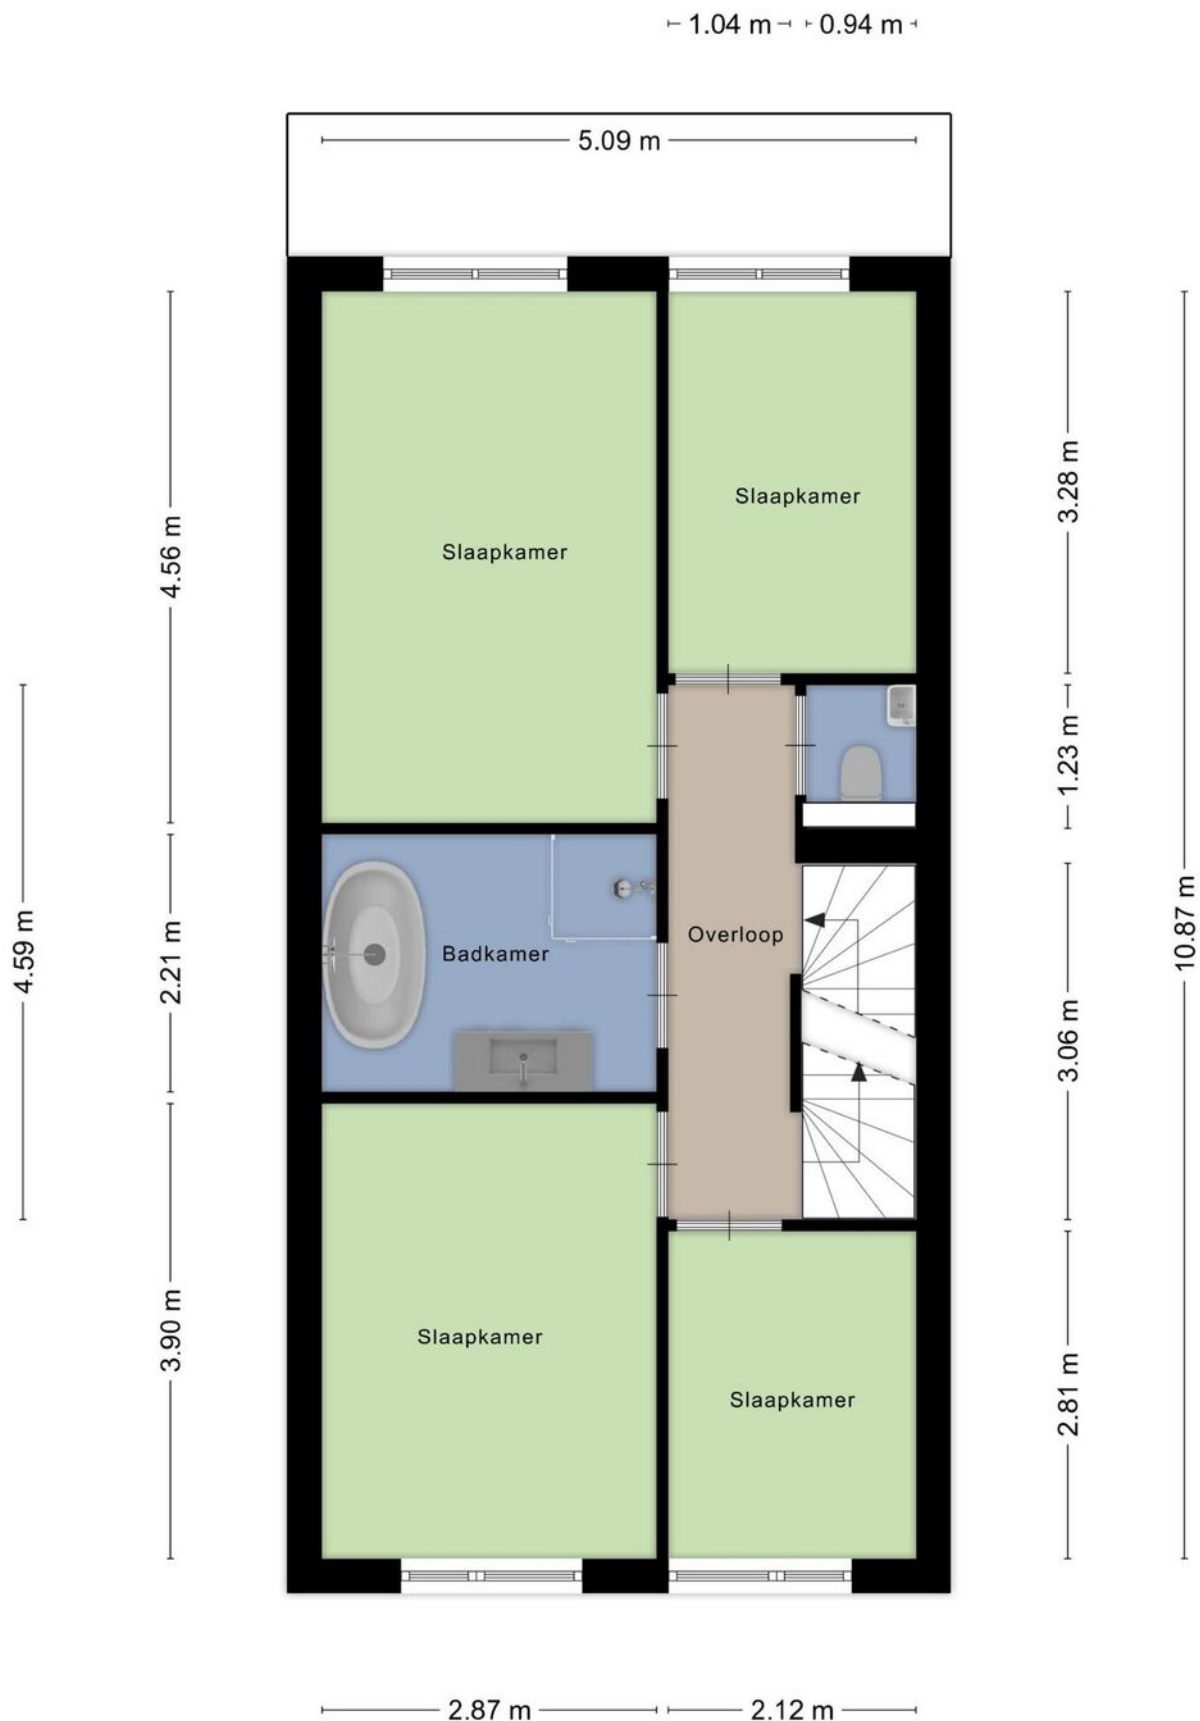 1.04 m
0.94 m
5.09 m
Slaapkamer
3.28 m
Slaapkamer
4.56 m
1.23 m
10.87 m
Overloop
4.59 m
2.21 m
Badkamer
3.06 m
3.90 m
Slaapkamer
2.81 m
Slaapkamer
2.87 m
2.12 m